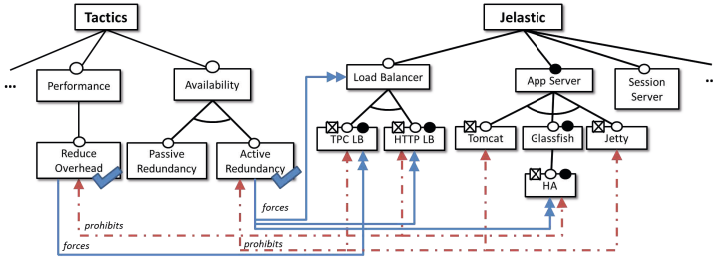 Tactics
Jelastic
...
Performance
Availability
Load Balancer
App Server
Session
Server
..
Reduce
Overhead
Passive
Redundancy
Active
Redundancy
TPC LB
HTTP LB
Tomcat
Glassfish
Jetty
HA
forces
prohibits
forces
prohibits